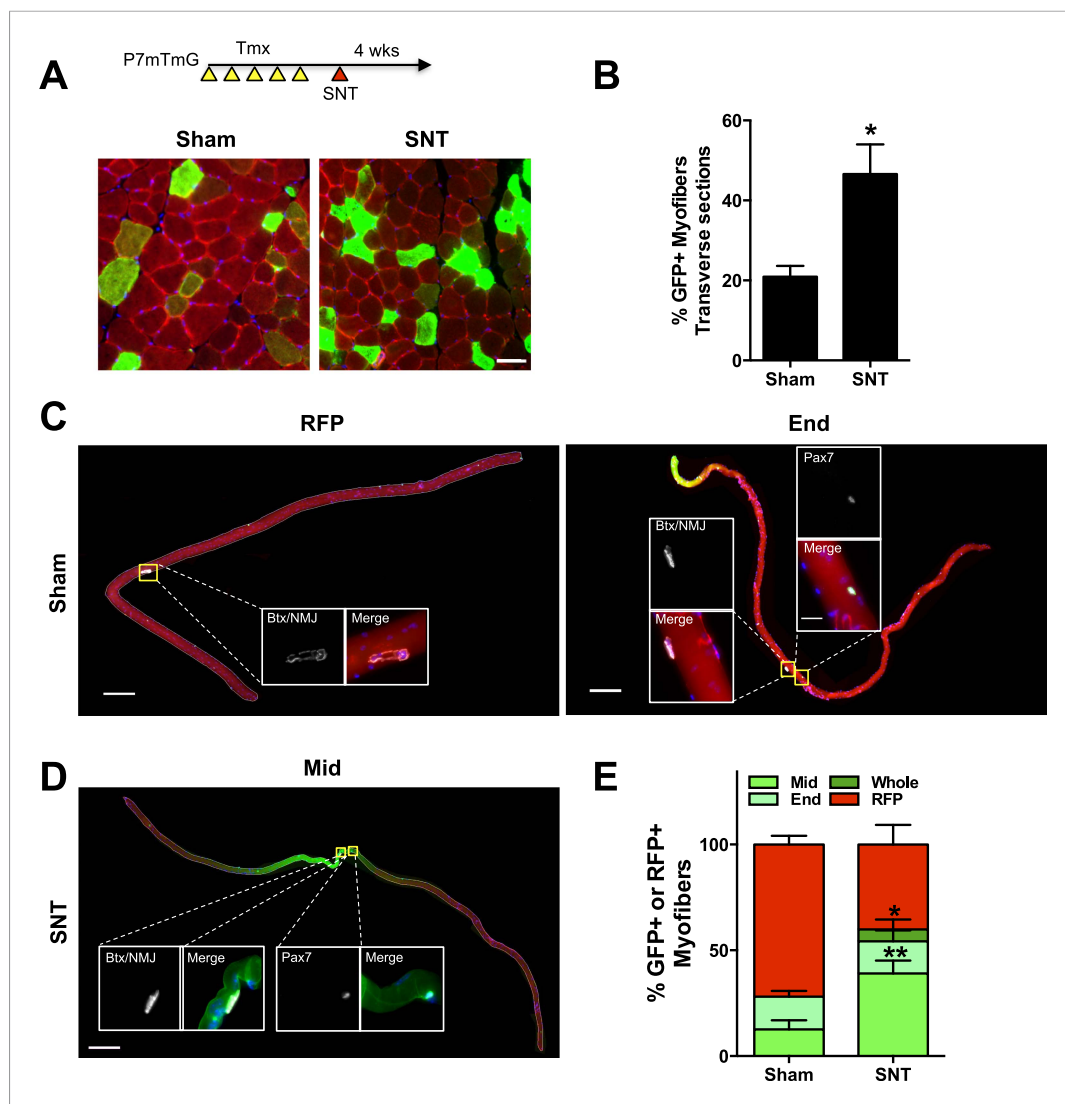 A
P7mTmG
Tmx
4 wks
SNT
Sham
SNT
B
% GFP+ Myofibers
Transverse sections
60
40
20
0
*
Sham
SNT
C
RFP
End
Sham
Btx/NMJ
Merge
Btx/NMJ
Merge
Pax7
Merge
D
Mid
SNT
Btx/NMJ
Merge
Pax7
Merge
E
Mid
Whole
End
RFP
% GFP+ or RFP+
Myofibers
100
50
0
*
**
Sham
SNT